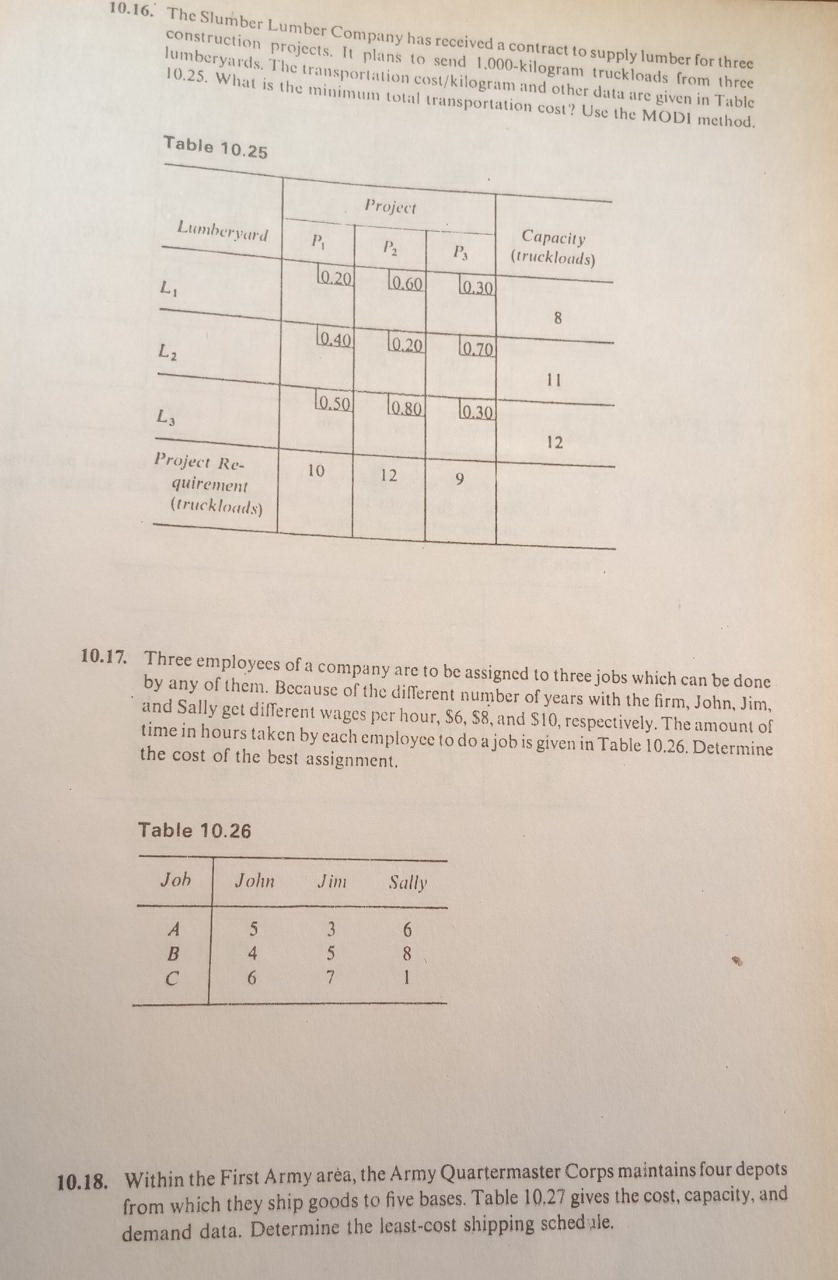 10.16. The Slumber Lumber Company has received a contract to supply lumber for three
construction projects. It plans to send 1,000-kilogram truckloads from three
lumberyards. The transportation cost/kilogram and other data are given in Table
10.25. What is the minimum total transportation cost? Use the MODI method.
Table 10.25
Project
Lumberyard P₁ P₂ P₃ Capacity
(truckloads)
L₁ 0.20 0.60 0.30 8
L₂ 0.40 0.20 0.70 11
L₃ 0.50 0.80 0.30 12
Project Re-
quirement 10 12 9
(truckloads)
10.17. Three employees of a company are to be assigned to three jobs which can be done
by any of them. Because of the different number of years with the firm, John, Jim,
and Sally get different wages per hour, $6, $8, and $10, respectively. The amount of
time in hours taken by each employee to do a job is given in Table 10.26. Determine
the cost of the best assignment.
Table 10.26
Job John Jim Sally
A 5 3 6
B 4 5 8
C 6 7 1
10.18. Within the First Army area, the Army Quartermaster Corps maintains four depots
from which they ship goods to five bases. Table 10.27 gives the cost, capacity, and
demand data. Determine the least-cost shipping schedule.